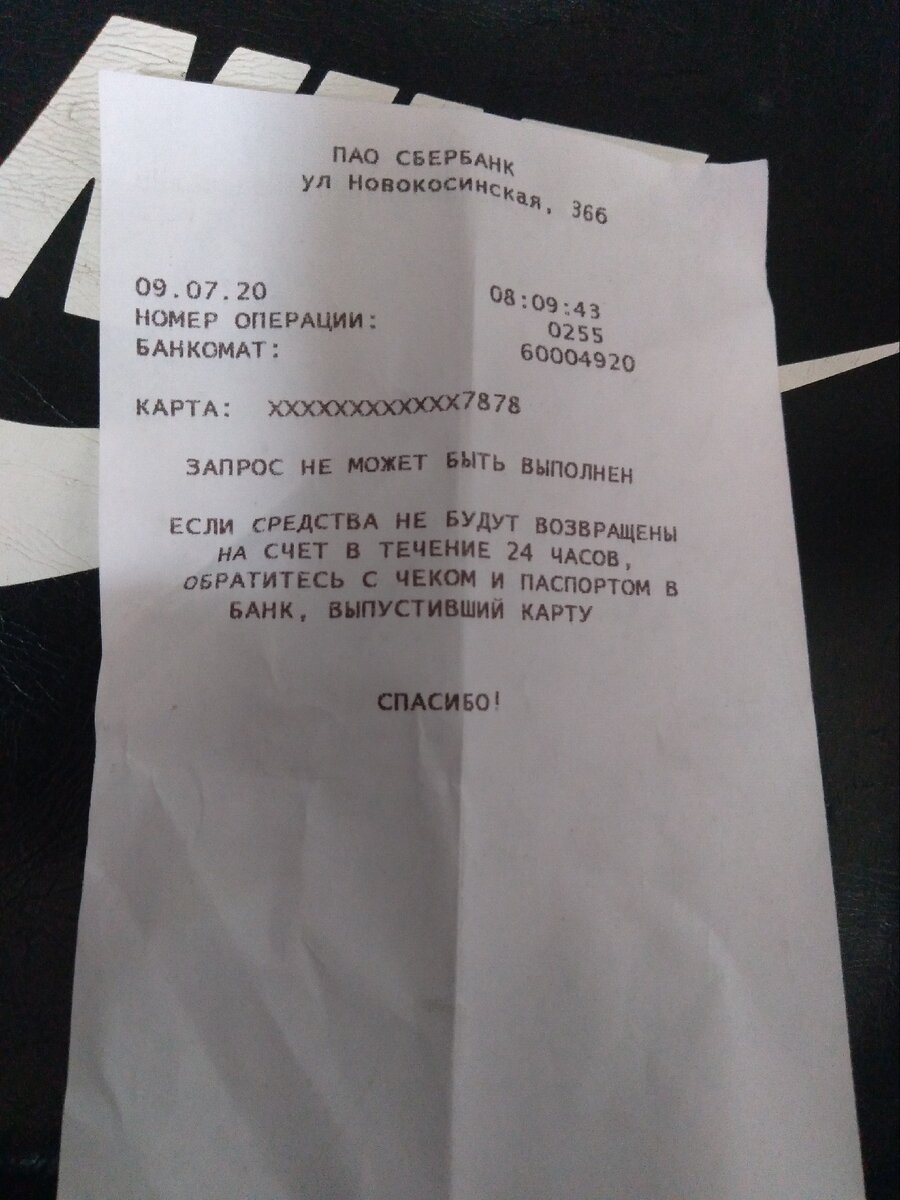 ПАО СБЕРБАНК
ул Новокосинская, 36б
09.07.20 08:09:43
НОМЕР ОПЕРАЦИИ: 0255
БАНКОМАТ: 60004920
КАРТА: XXXXXXXXXXXX7878
ЗАПРОС НЕ МОЖЕТ БЫТЬ ВЫПОЛНЕН
ЕСЛИ СРЕДСТВА НЕ БУДУТ ВОЗВРАЩЕНЫ
НА СЧЕТ В ТЕЧЕНИЕ 24 ЧАСОВ,
ОБРАТИТЕСЬ С ЧЕКОМ И ПАСПОРТОМ В
БАНК, ВЫПУСТИВШИЙ КАРТУ
СПАСИБО!